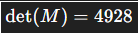 det(M) = 4928